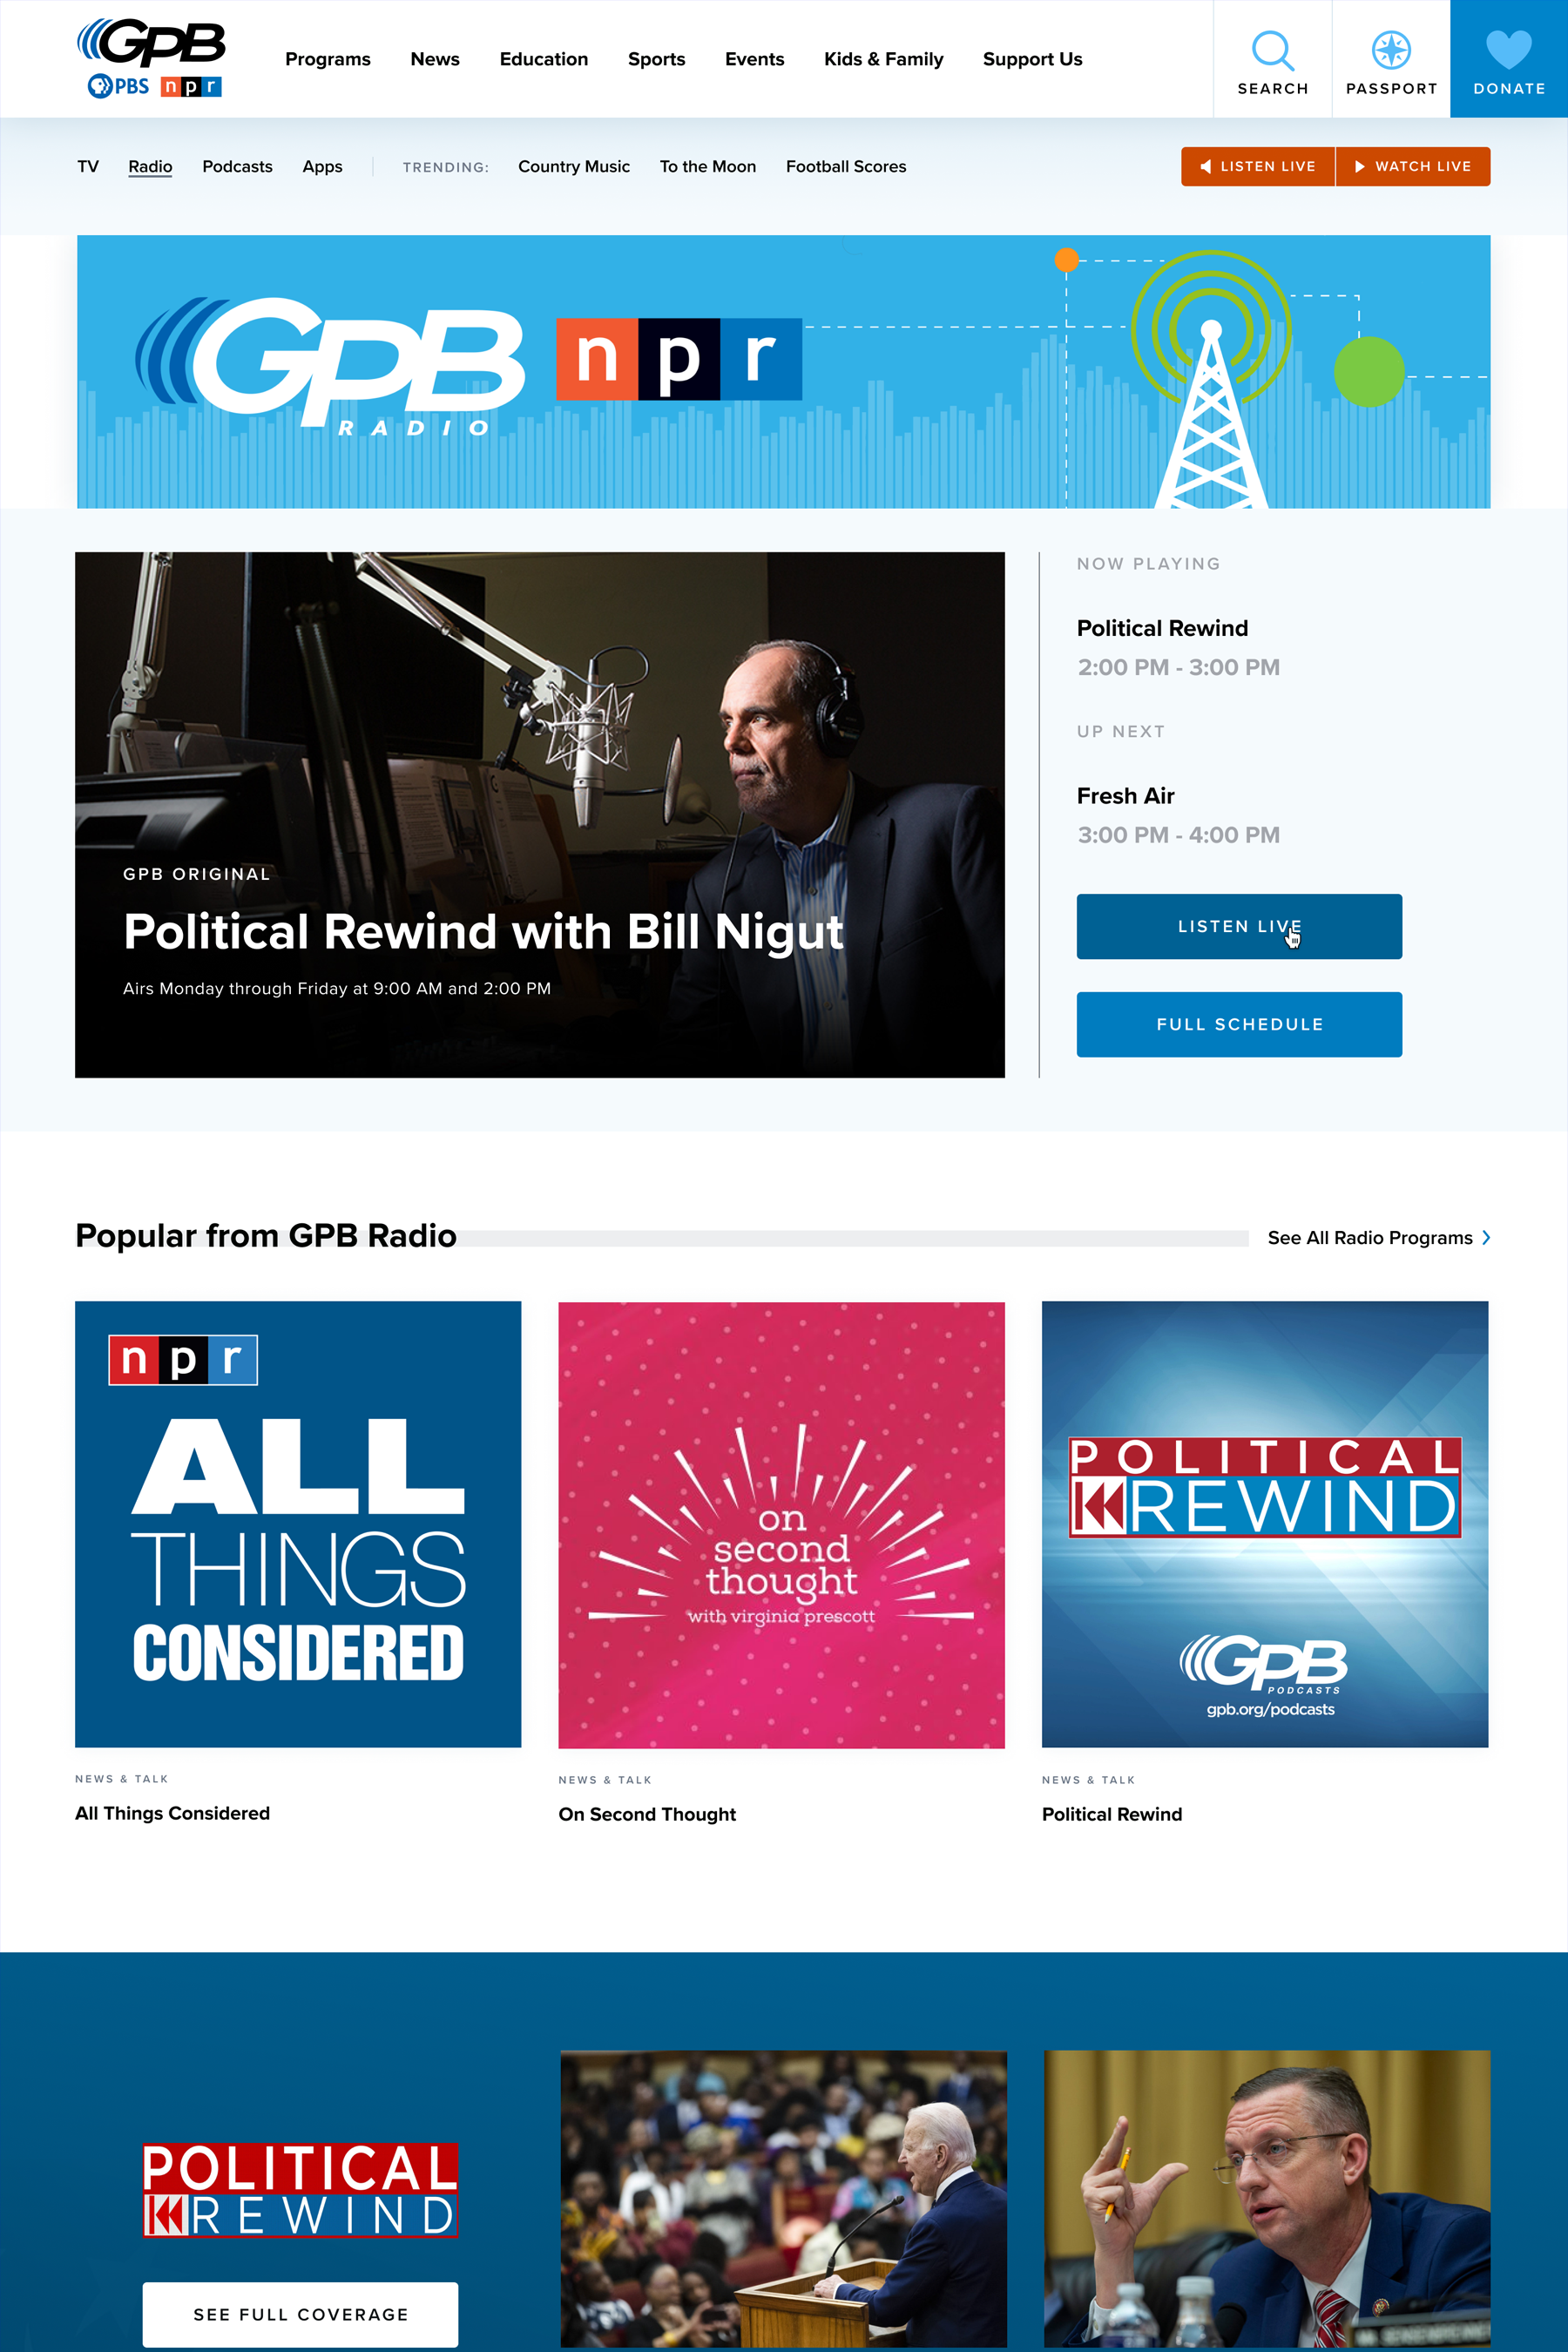 GPB
PBS npr
Programs News Education Sports Events Kids & Family Support Us
SEARCH PASSPORT DONATE
TV Radio Podcasts Apps TRENDING: Country Music To the Moon Football Scores
LISTEN LIVE WATCH LIVE
GPB npr
RADIO
GPB ORIGINAL
Political Rewind with Bill Nigut
Airs Monday through Friday at 9:00 AM and 2:00 PM
NOW PLAYING
Political Rewind
2:00 PM - 3:00 PM
UP NEXT
Fresh Air
3:00 PM - 4:00 PM
LISTEN LIVE
FULL SCHEDULE
Popular from GPB Radio
See All Radio Programs
npr
ALL
THINGS
CONSIDERED
NEWS & TALK
All Things Considered
on
second
thought
with virginia prescott
NEWS & TALK
On Second Thought
POLITICAL
REWIND
GPB
PODCASTS
gpb.org/podcasts
NEWS & TALK
Political Rewind
POLITICAL
REWIND
SEE FULL COVERAGE